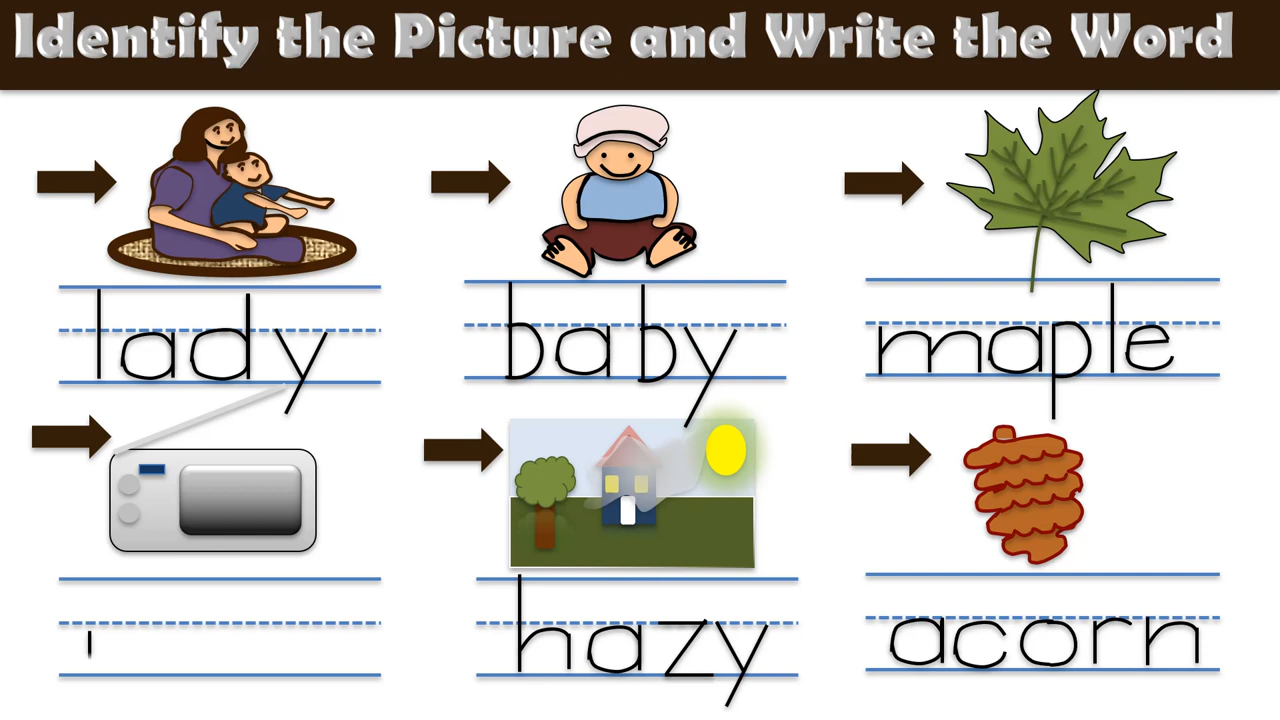 Identify the Picture and Write the Word
lady
baby
maple
hazy
acorn